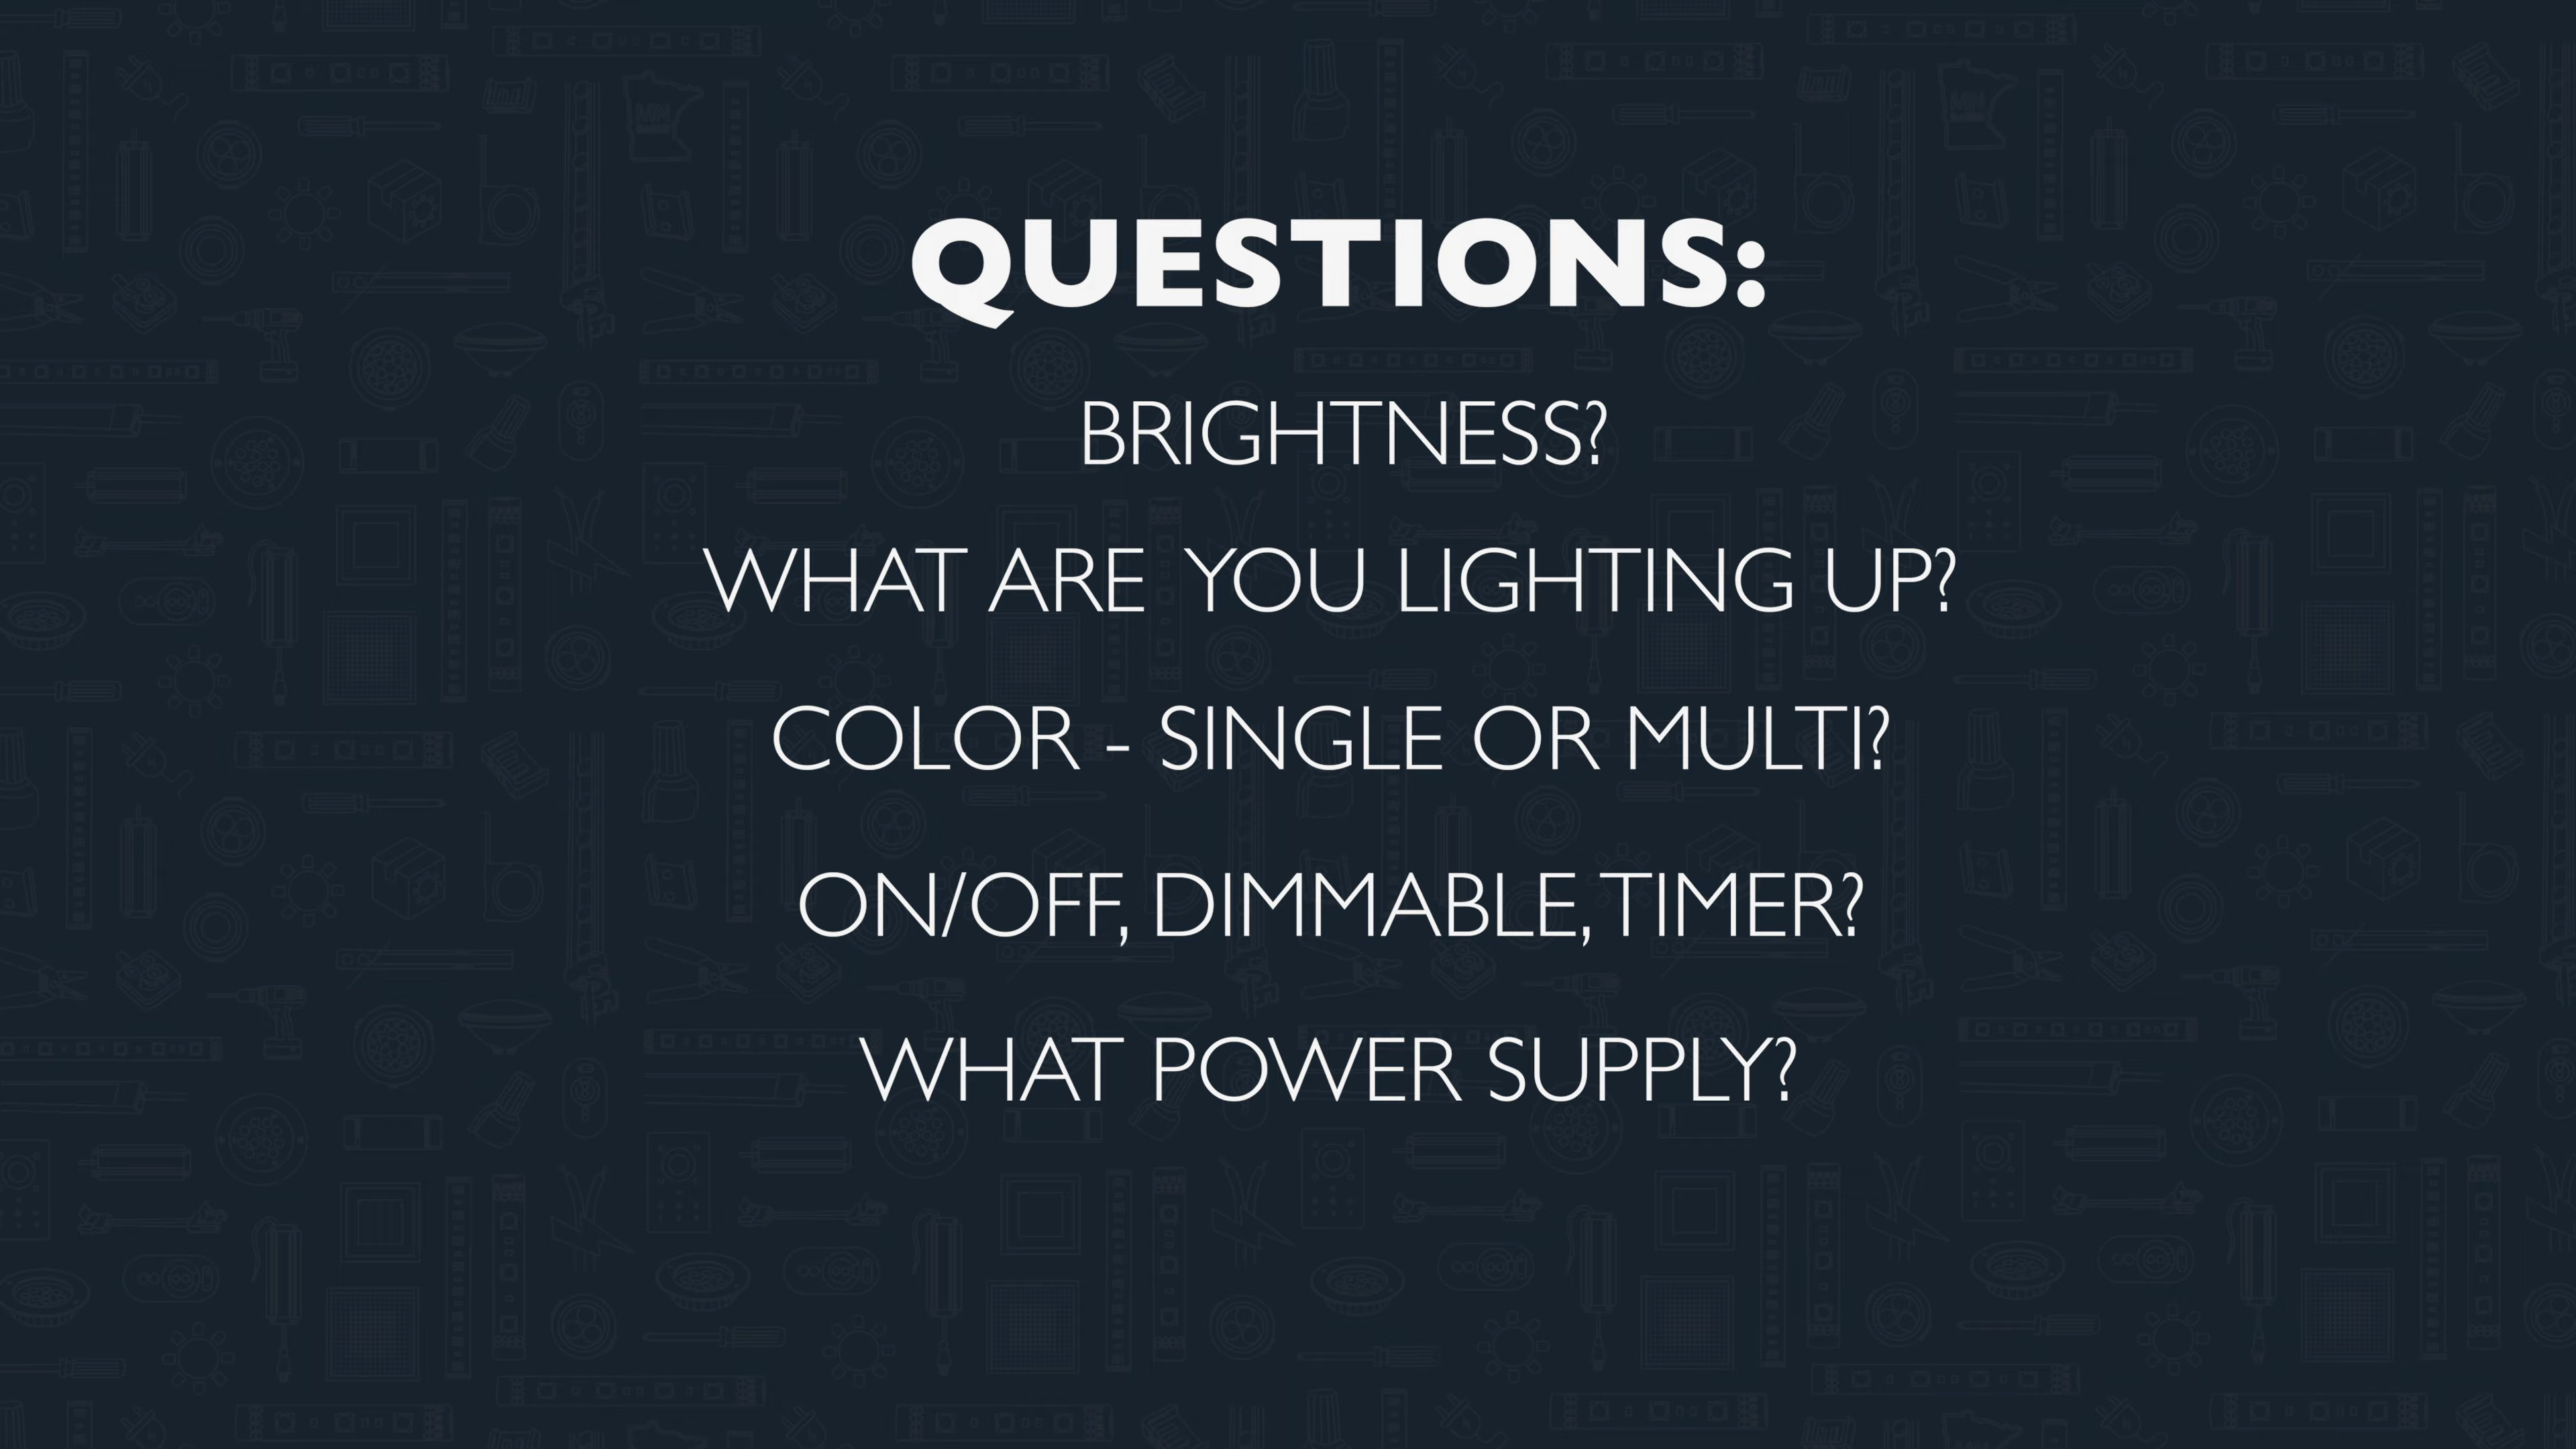 QUESTIONS:
BRIGHTNESS?
WHAT ARE YOU LIGHTING UP?
COLOR - SINGLE OR MULTI?
ON/OFF, DIMMABLE, TIMER?
WHAT POWER SUPPLY?